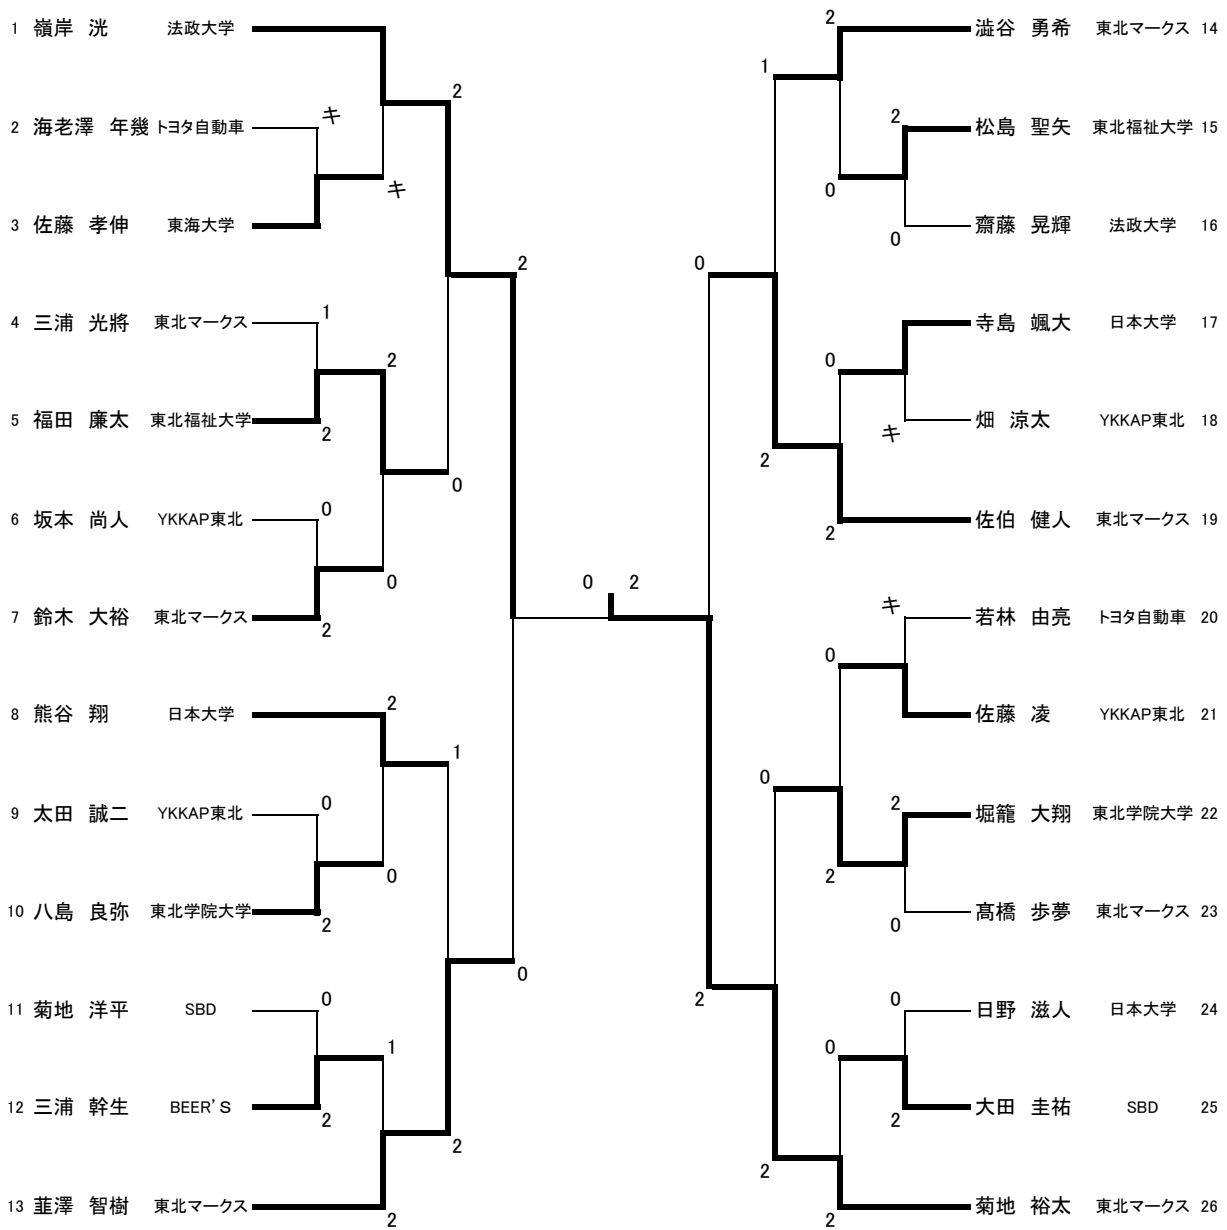 1 嶺岸 洸 法政大学
2 海老澤 年幾 トヨタ自動車
3 佐藤 孝伸 東海大学
4 三浦 光將 東北マークス
5 福田 廉太 東北福祉大学
6 坂本 尚人 YKKAP東北
7 鈴木 大裕 東北マークス
8 熊谷 翔 日本大学
9 太田 誠二 YKKAP東北
10 八島 良弥 東北学院大学
11 菊地 洋平 SBD
12 三浦 幹生 BEER'S
13 韮澤 智樹 東北マークス
キ
1
2
0
2
0
2
0
2
2
キ
2
0
2
0
1
2
2
0
1
2
2
0
0 2
0
2
1
2
0
2
2
0
0
2
0
2
0
2
2
0
キ
キ
2
0
0
2
澁谷 勇希 東北マークス 14
松島 聖矢 東北福祉大学 15
齋藤 晃輝 法政大学 16
寺島 颯大 日本大学 17
畑 涼太 YKKAP東北 18
佐伯 健人 東北マークス 19
若林 由亮 トヨタ自動車 20
佐藤 凌 YKKAP東北 21
堀籠 大翔 東北学院大学 22
髙橋 歩夢 東北マークス 23
日野 滋人 日本大学 24
大田 圭祐 SBD 25
菊地 裕太 東北マークス 26